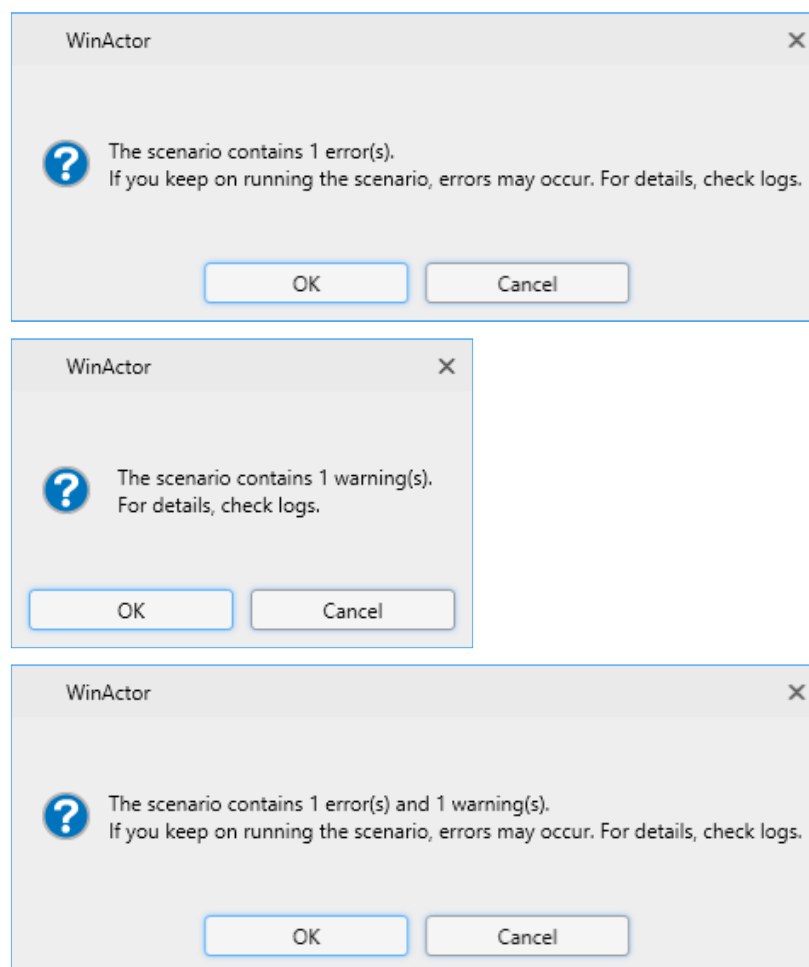 WinActor
The scenario contains 1 error(s).
If you keep on running the scenario, errors may occur. For details, check logs.
OK
Cancel
WinActor
The scenario contains 1 warning(s).
For details, check logs.
OK
Cancel
WinActor
The scenario contains 1 error(s) and 1 warning(s).
If you keep on running the scenario, errors may occur. For details, check logs.
OK
Cancel